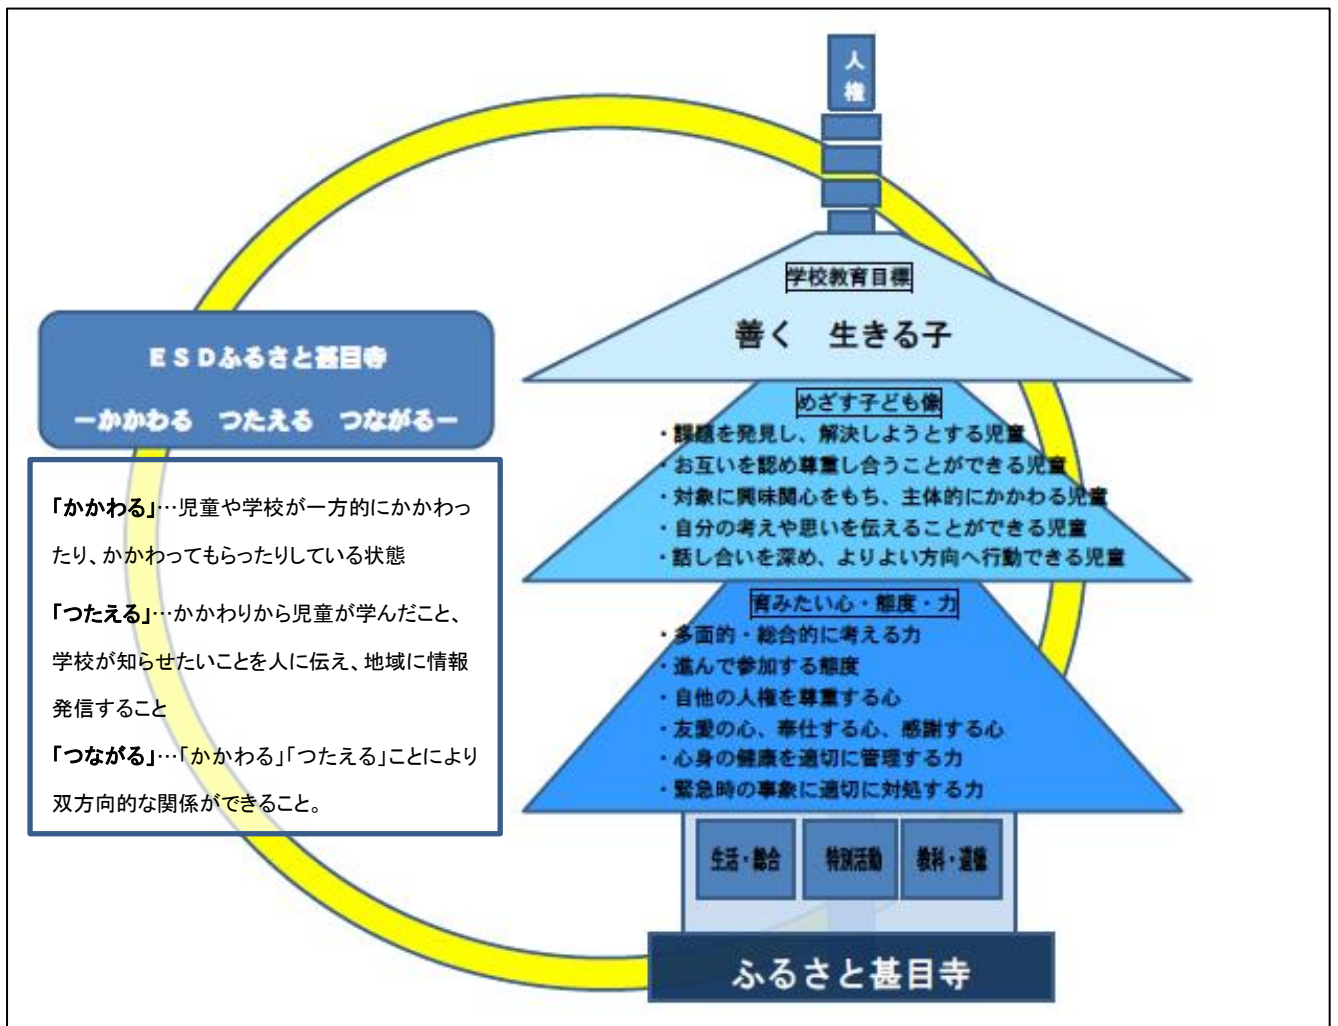 人
権
学校教育目標
善く　生きる子
ＥＳＤふるさと甚目寺
－かかわる　つたえる　つながる－
「かかわる」…児童や学校が一方的にかかわっ
たり、かかわってもらったりしている状態
「つたえる」…かかわりから児童が学んだこと、
学校が知らせたいことを人に伝え、地域に情報
発信すること
「つながる」…「かかわる」「つたえる」ことにより
双方向的な関係ができること。
めざす子ども像
・課題を発見し、解決しようとする児童
・お互いを認め尊重し合うことができる児童
・対象に興味関心をもち、主体的にかかわる児童
・自分の考えや思いを伝えることができる児童
・話し合いを深め、よりよい方向へ行動できる児童
育みたい心・態度・力
・多面的・総合的に考える力
・進んで参加する態度
・自他の人権を尊重する心
・友愛の心、奉仕する心、感謝する心
・心身の健康を適切に管理する力
・緊急時の事象に適切に対処する力
生活・総合
特別活動
教科・道徳
ふるさと甚目寺